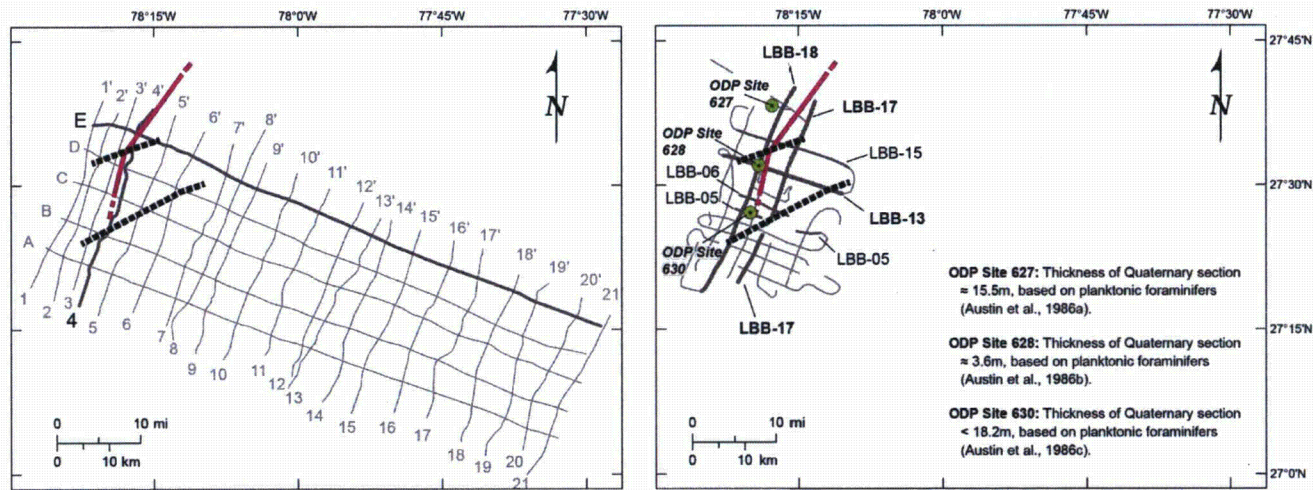 78°15'W 78°0'W 77°45'W 77°30'W
1'
2'
3'
4'
5'
6'
7'
8'
9'
10'
11'
12'
13'
14'
15'
16'
17'
18'
19'
20'
21'
E
D
C
B
A
1
2
3
4
5
6
7
8
9
10
11
12
13
14
15
16
17
18
19
20
21
N
0 10 mi
0 10 km
78°15'W 78°0'W 77°45'W 77°30'W
27°45'N
27°30'N
27°15'N
27°0'N
LBB-18
ODP Site
627
LBB-17
ODP Site
628
LBB-15
LBB-06
LBB-05
LBB-13
ODP Site
630
LBB-05
LBB-17
N
ODP Site 627: Thickness of Quaternary section
≈ 15.5m, based on planktonic foraminifers
(Austin et al., 1986a).
ODP Site 628: Thickness of Quaternary section
≈ 3.6m, based on planktonic foraminifers
(Austin et al., 1986b).
ODP Site 630: Thickness of Quaternary section
< 18.2m, based on planktonic foraminifers
(Austin et al., 1986c).
0 10 mi
0 10 km